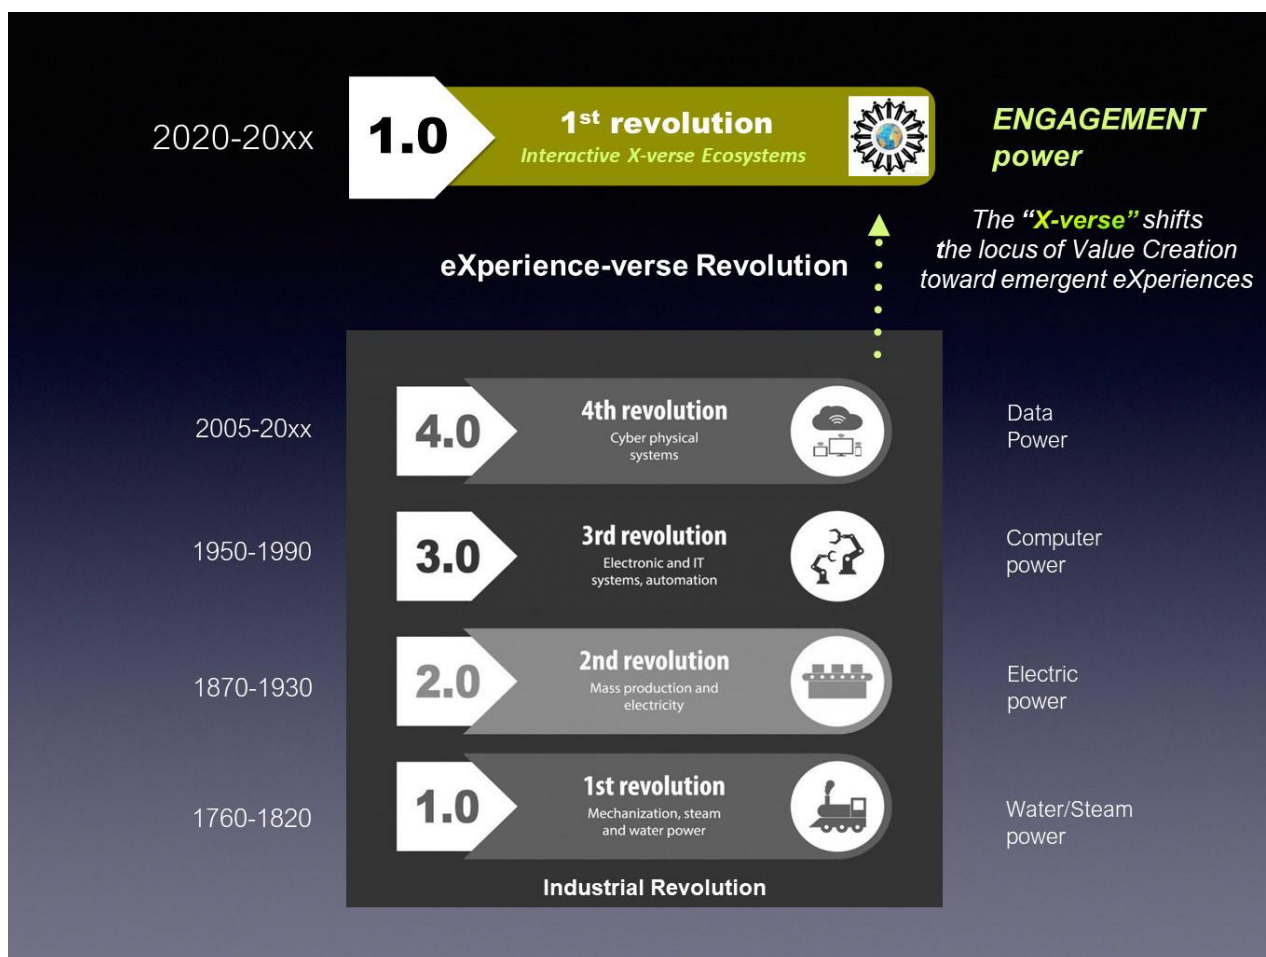 2020-20xx
1.0
1st revolution
Interactive X-verse Ecosystems
ENGAGEMENT
power
The “X-verse” shifts
the locus of Value Creation
toward emergent eXperiences
eXperience-verse Revolution
2005-20xx
4.0
4th revolution
Cyber physical
systems
Data
Power
1950-1990
3.0
3rd revolution
Electronic and IT
systems, automation
Computer
power
1870-1930
2.0
2nd revolution
Mass production and
electricity
Electric
power
1760-1820
1.0
1st revolution
Mechanization, steam
and water power
Water/Steam
power
Industrial Revolution